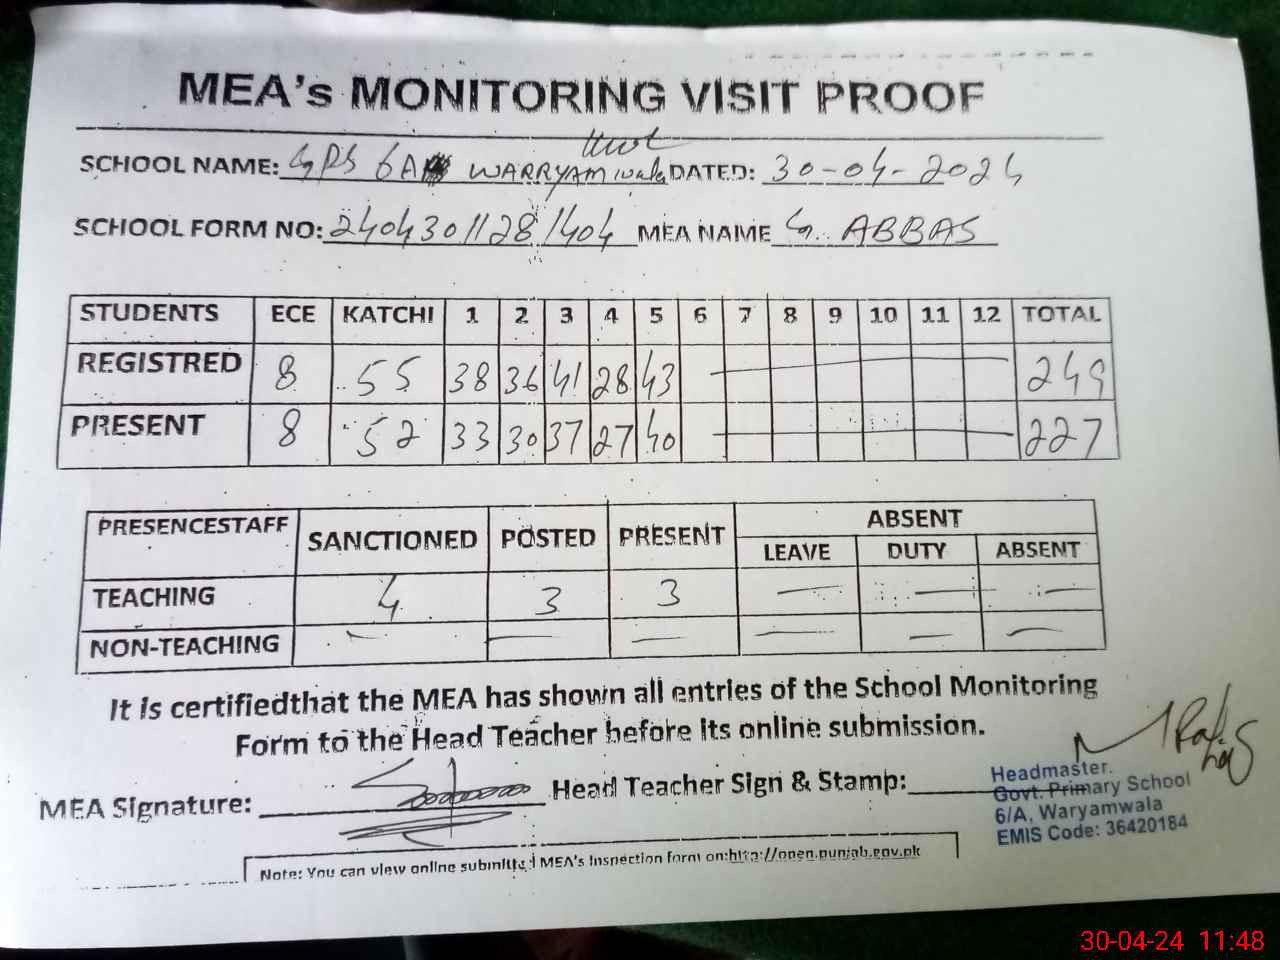 MEA's MONITORING VISIT PROOF
SCHOOL NAME: GPS 6A WARRYAM wala DATED: 30-04-2024
SCHOOL FORM NO: 2404301128/404 MEA NAME G. ABBAS
STUDENTS ECE KATCHI 1 2 3 4 5 6 7 8 9 10 11 12 TOTAL
REGISTRED 8 55 38 36 41 28 43 249
PRESENT 8 52 33 30 37 27 40 227
PRESENCESTAFF SANCTIONED POSTED PRESENT ABSENT
LEAVE DUTY ABSENT
TEACHING 4 3 3 — — —
NON-TEACHING — — — — — —
It is certifiedthat the MEA has shown all entries of the School Monitoring
Form to the Head Teacher before its online submission.
MEA Signature: Head Teacher Sign & Stamp:
Headmaster.
Govt. Primary School
6/A, Waryamwala
EMIS Code: 36420184
Note: You can view online submitted MEA's Inspection form on:http://open.punjab.gov.pk
30-04-24 11:48